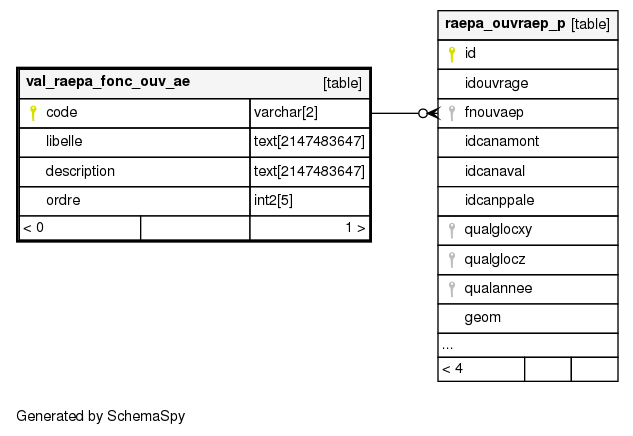 val_raepa_fonc_ouv_ae [table]
code varchar[2]
libelle text[2147483647]
description text[2147483647]
ordre int2[5]
< 0 1 >
raepa_ouvraep_p [table]
id
idouvrage
fnouvaep
idcanamont
idcanaval
idcanppale
qualglocxy
qualglocz
qualannee
geom
...
< 4
Generated by SchemaSpy